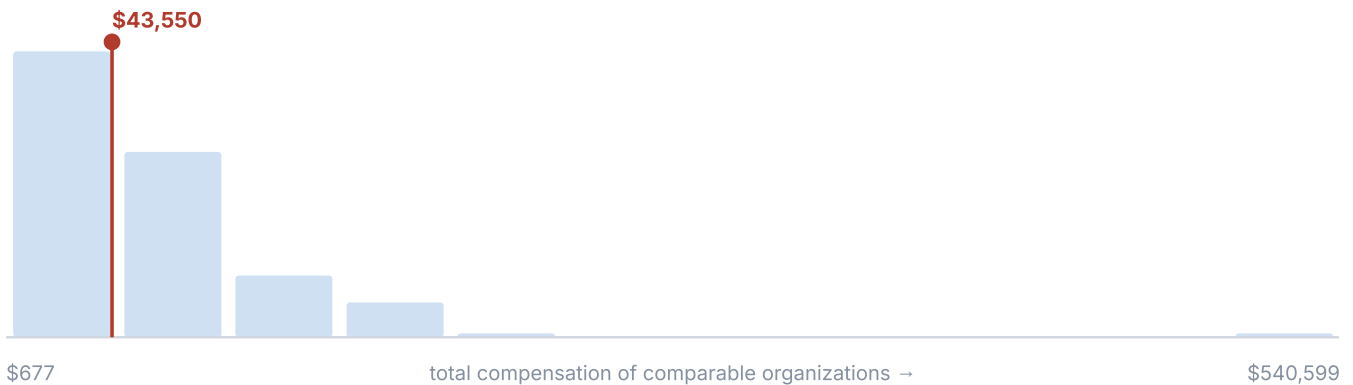 $43,550
$677
total compensation of comparable organizations →
$540,599